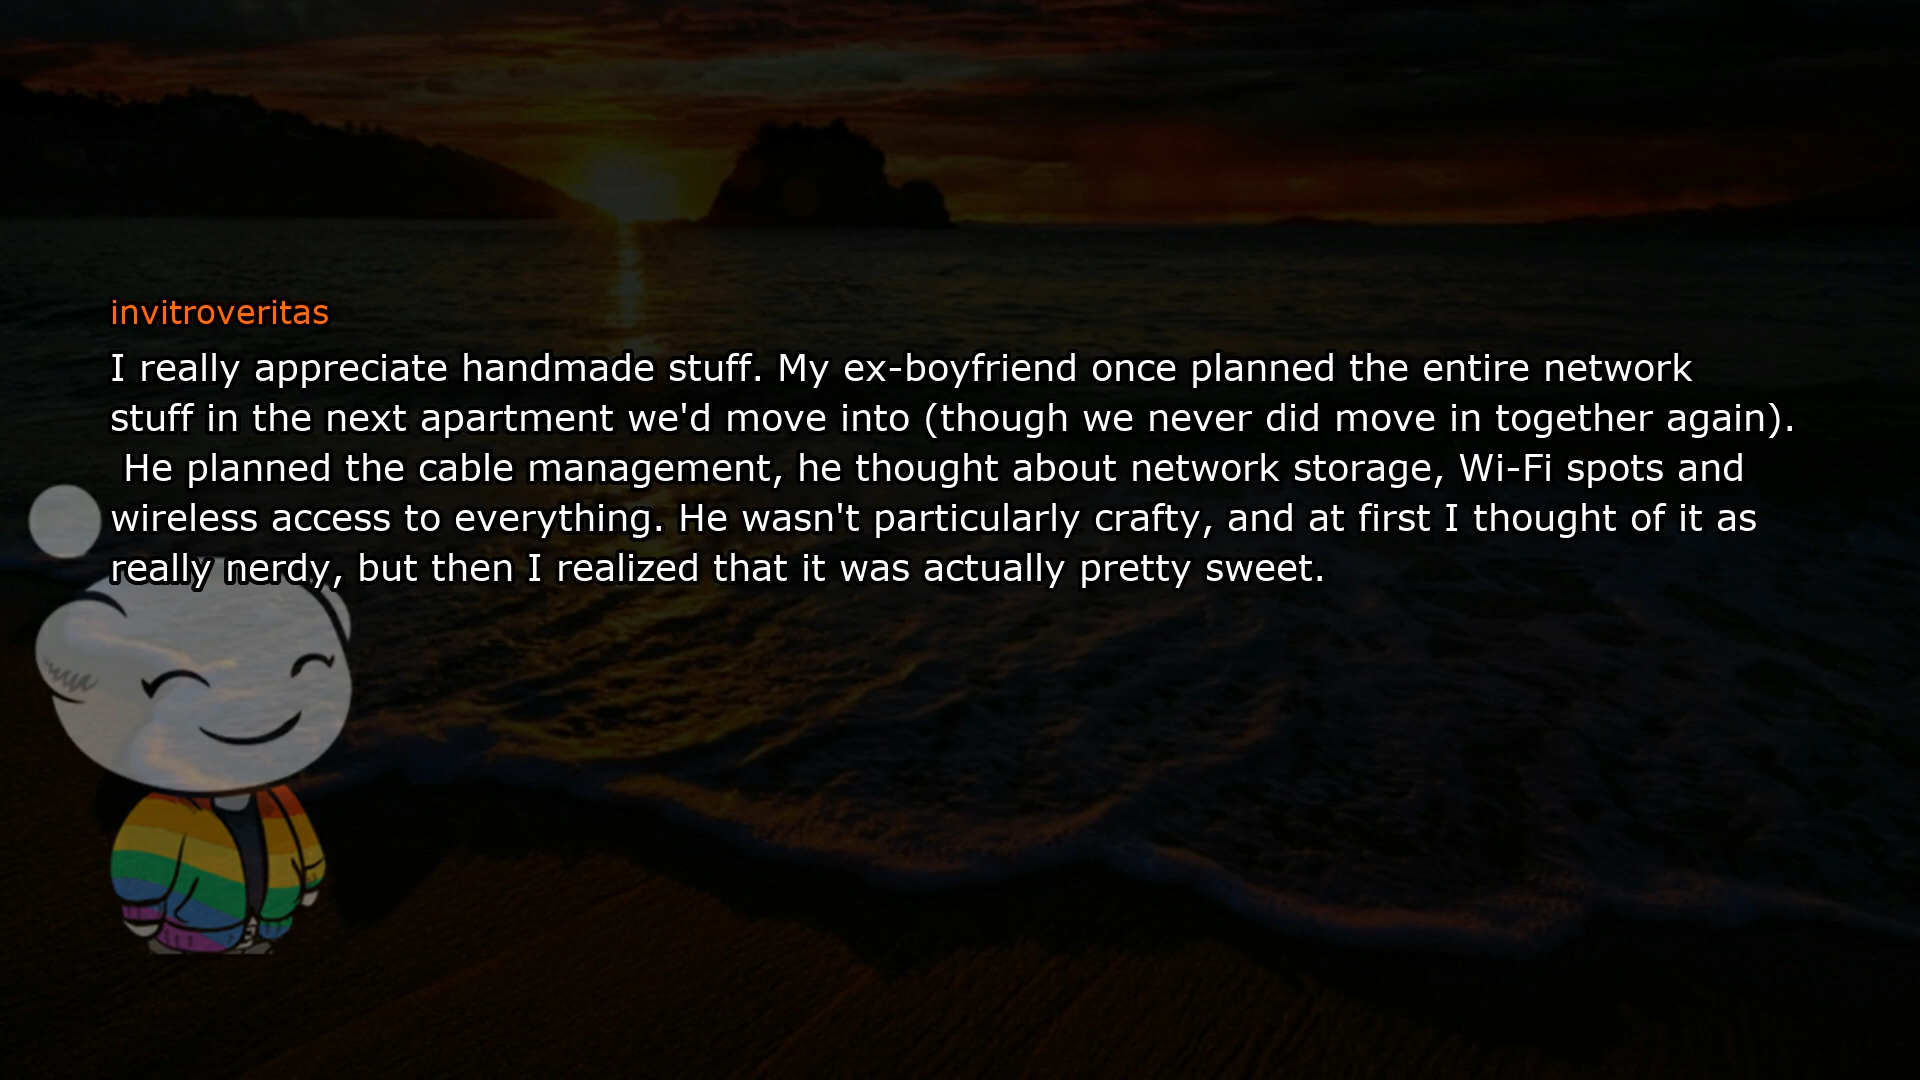 invitroveritas
I really appreciate handmade stuff. My ex-boyfriend once planned the entire network
stuff in the next apartment we'd move into (though we never did move in together again).
He planned the cable management, he thought about network storage, Wi-Fi spots and
wireless access to everything. He wasn't particularly crafty, and at first I thought of it as
really nerdy, but then I realized that it was actually pretty sweet.